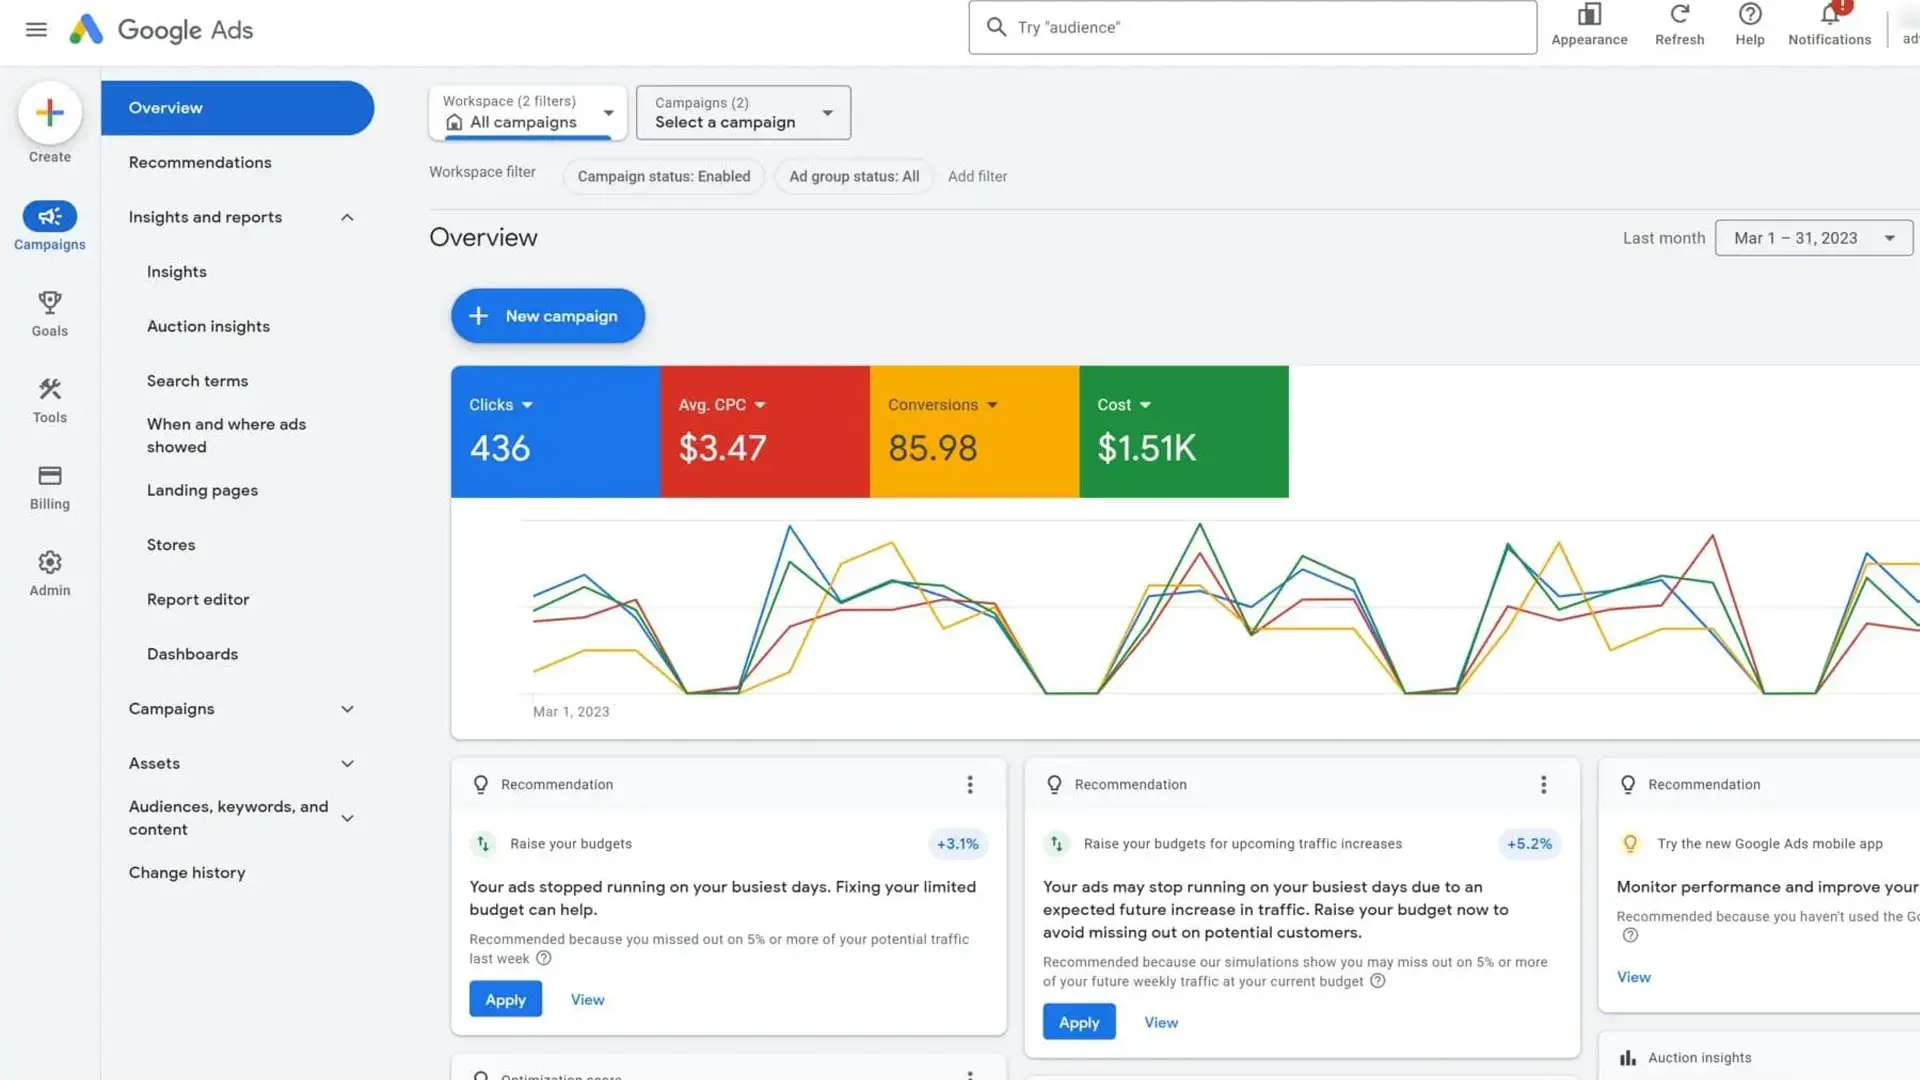 Google Ads
Try "audience"
Appearance
Refresh
Help
!
Notifications
Create
Campaigns
Goals
Tools
Billing
Admin
Overview
Recommendations
Insights and reports
Insights
Auction insights
Search terms
When and where ads
showed
Landing pages
Stores
Report editor
Dashboards
Campaigns
Assets
Audiences, keywords, and
content
Change history
Workspace (2 filters)
All campaigns
Campaigns (2)
Select a campaign
Workspace filter
Campaign status: Enabled
Ad group status: All
Add filter
Overview
Last month
Mar 1 – 31, 2023
New campaign
Clicks
436
Avg. CPC
$3.47
Conversions
85.98
Cost
$1.51K
Mar 1, 2023
Recommendation
Raise your budgets
+3.1%
Your ads stopped running on your busiest days. Fixing your limited
budget can help.
Recommended because you missed out on 5% or more of your potential traffic
last week
Apply
View
Recommendation
Raise your budgets for upcoming traffic increases
+5.2%
Your ads may stop running on your busiest days due to an
expected future increase in traffic. Raise your budget now to
avoid missing out on potential customers.
Recommended because our simulations show you may miss out on 5% or more
of your future weekly traffic at your current budget
Apply
View
Recommendation
Try the new Google Ads mobile app
Monitor performance and improve your
Recommended because you haven't used the
View
Auction insights